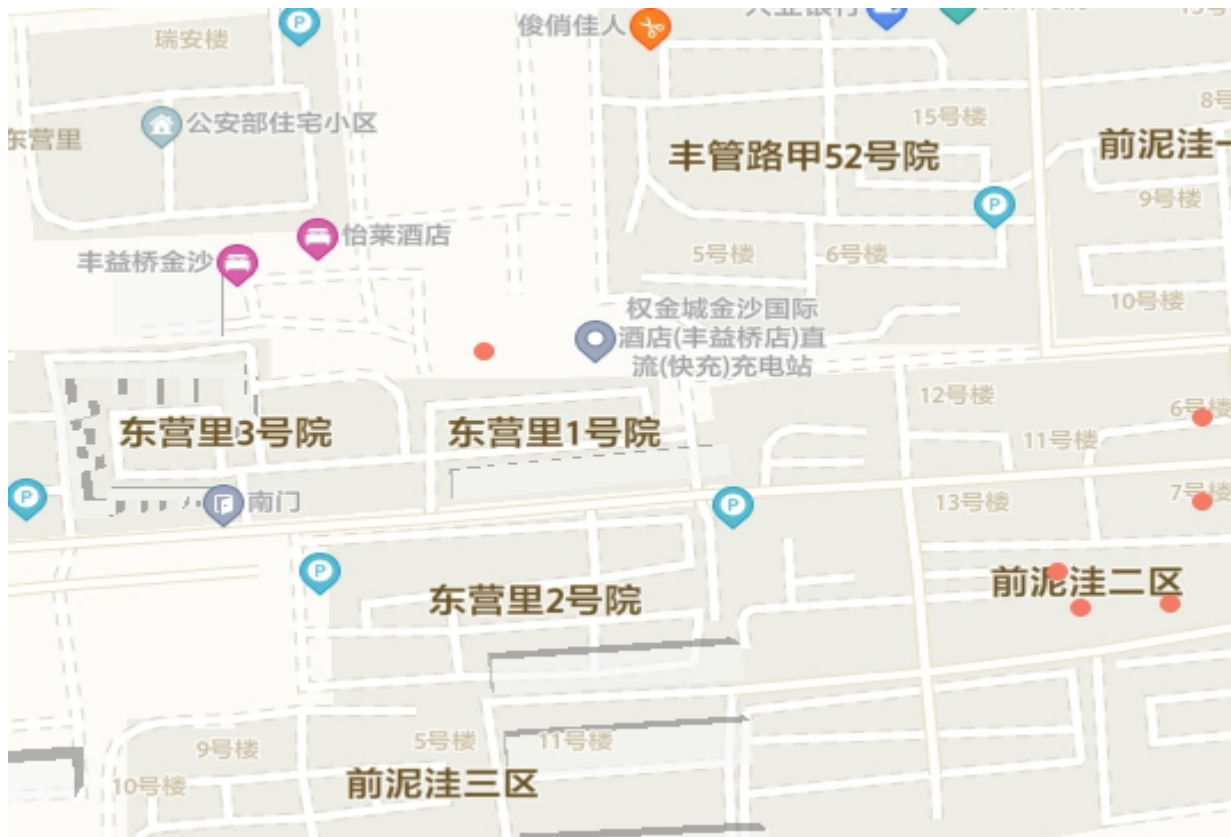 瑞安楼
P
俊俏佳人
东营里
公安部住宅小区
15号楼
丰管路甲52号院
前泥洼一
9号楼
P
怡莱酒店
丰益桥金沙
5号楼
6号楼
10号楼
权金城金沙国际
酒店(丰益桥店)直
流(快充)充电站
12号楼
6号楼
东营里3号院
东营里1号院
11号楼
P
南门
P
13号楼
7号楼
P
前泥洼二区
东营里2号院
9号楼
5号楼
11号楼
10号楼
前泥洼三区